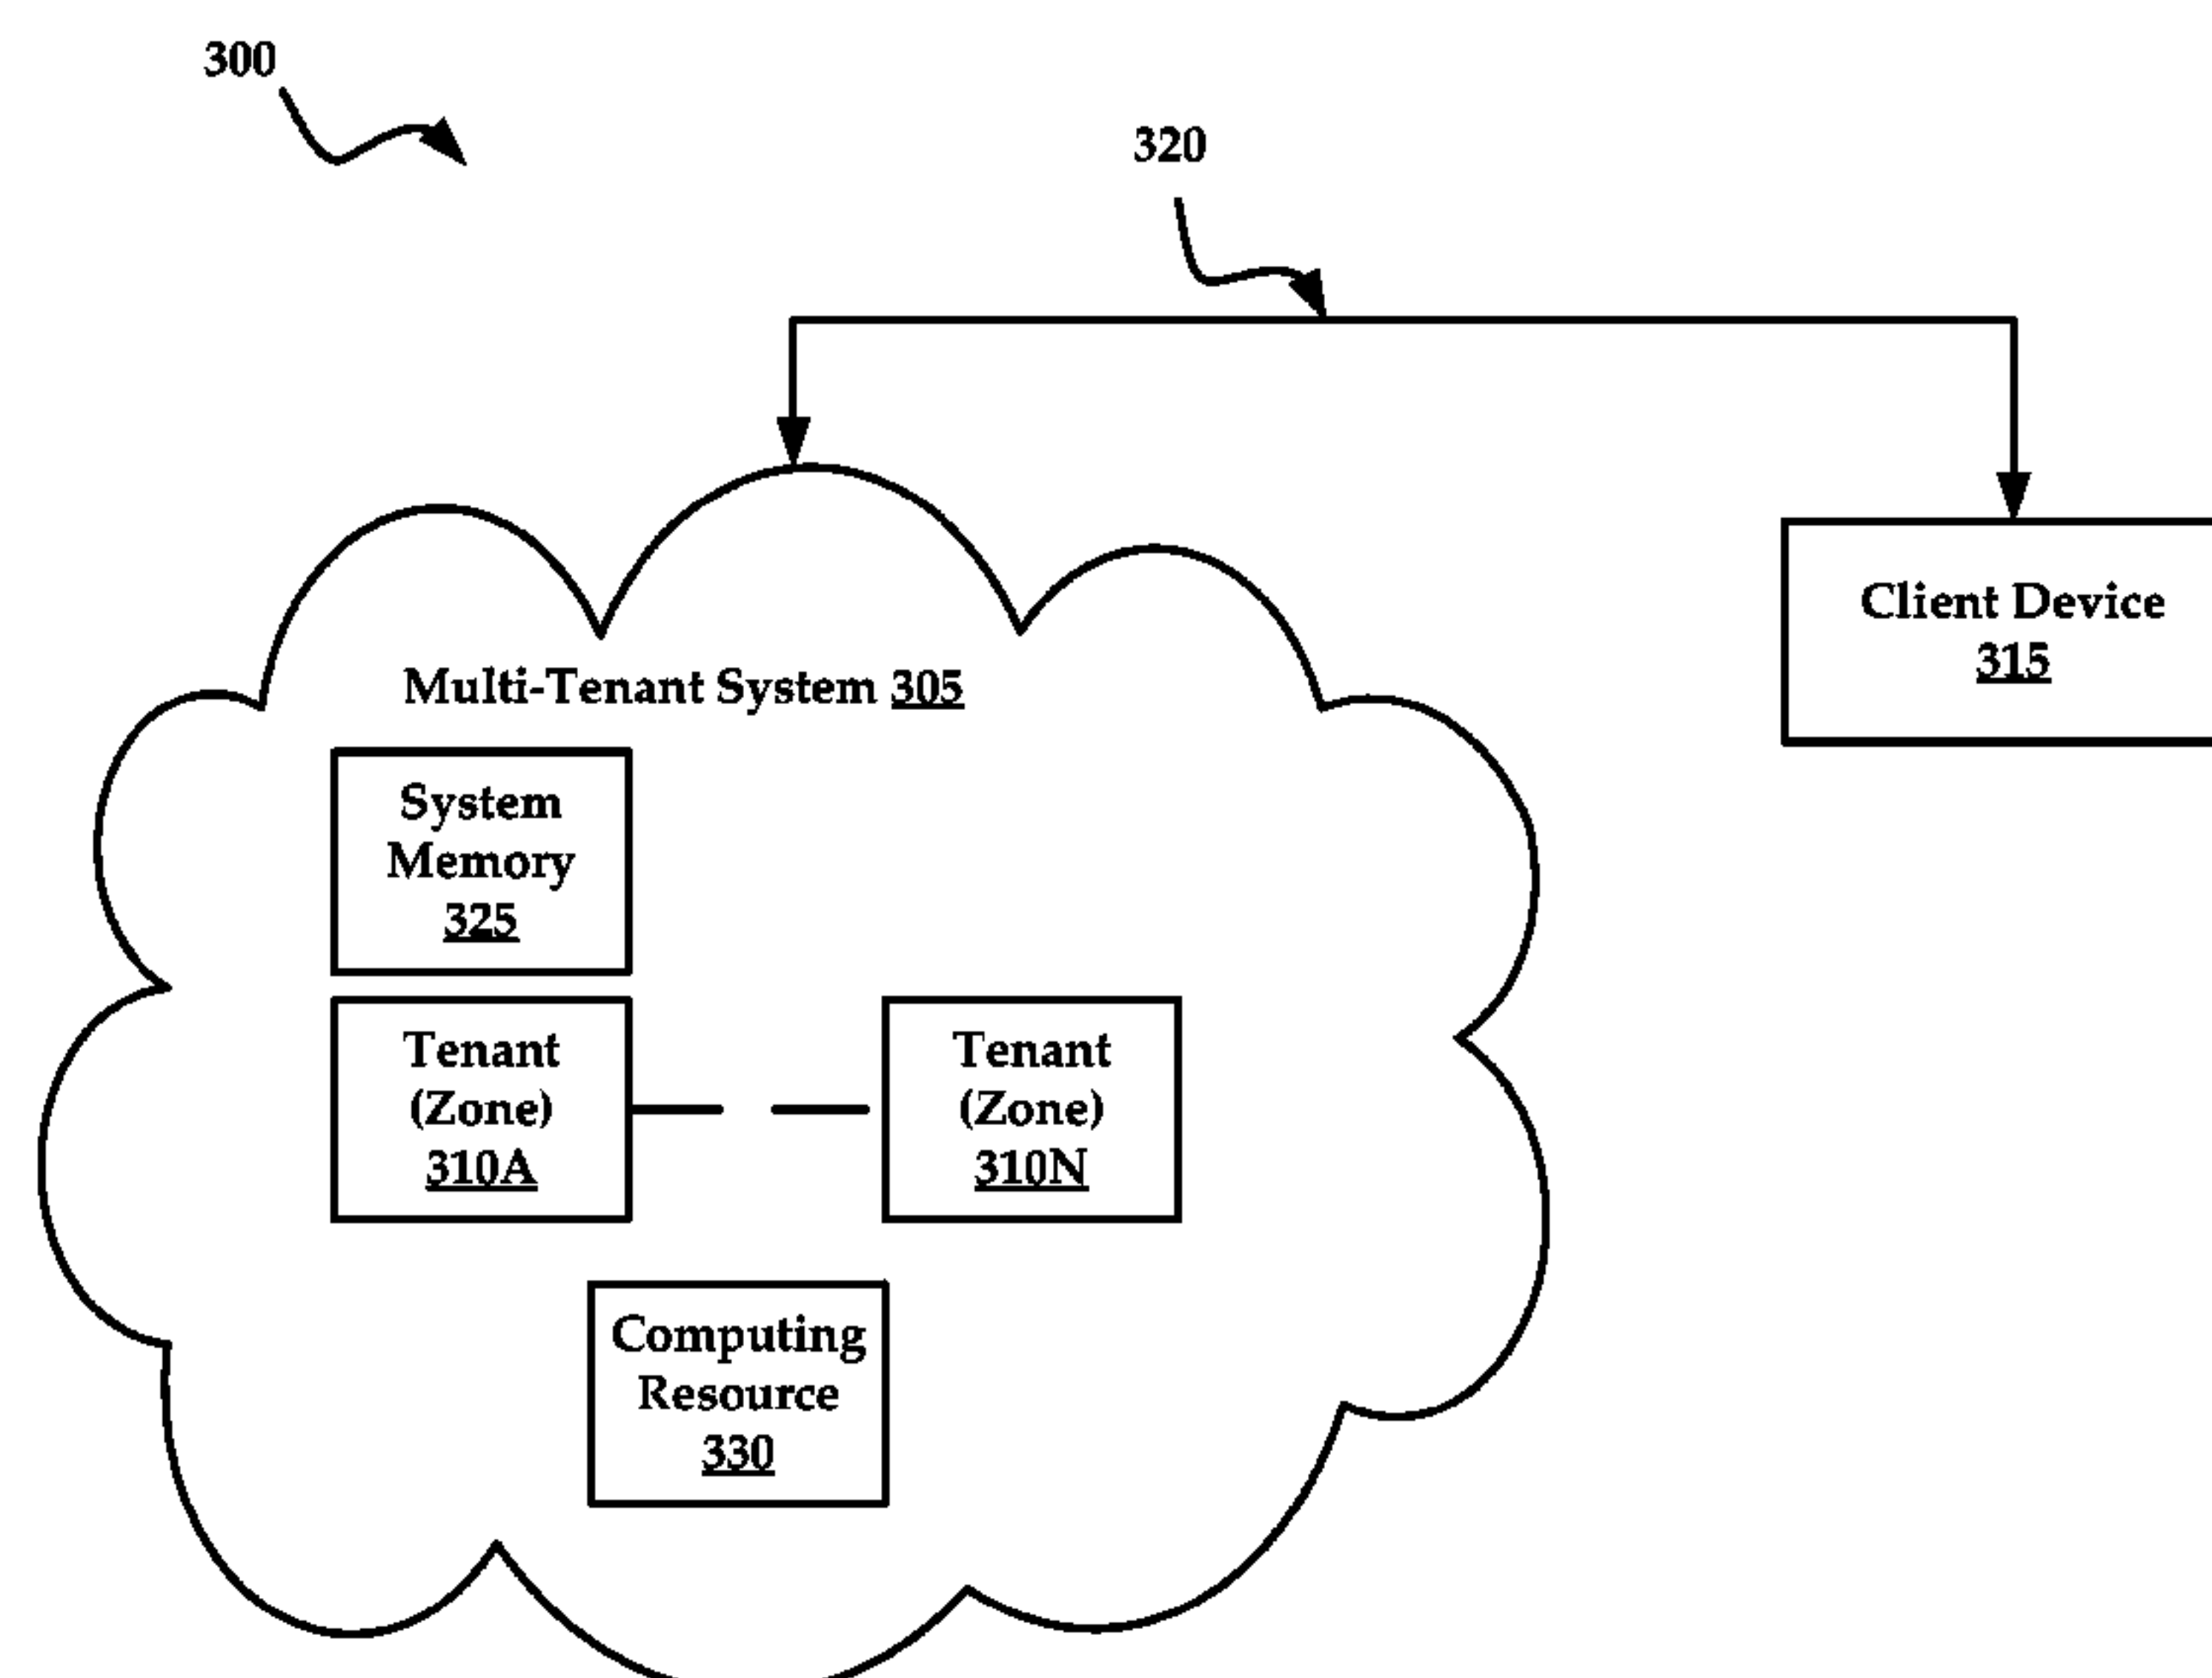 300
320
Client Device
315
Multi-Tenant System 305
System
Memory
325
Tenant
(Zone)
310A
Tenant
(Zone)
310N
Computing
Resource
330